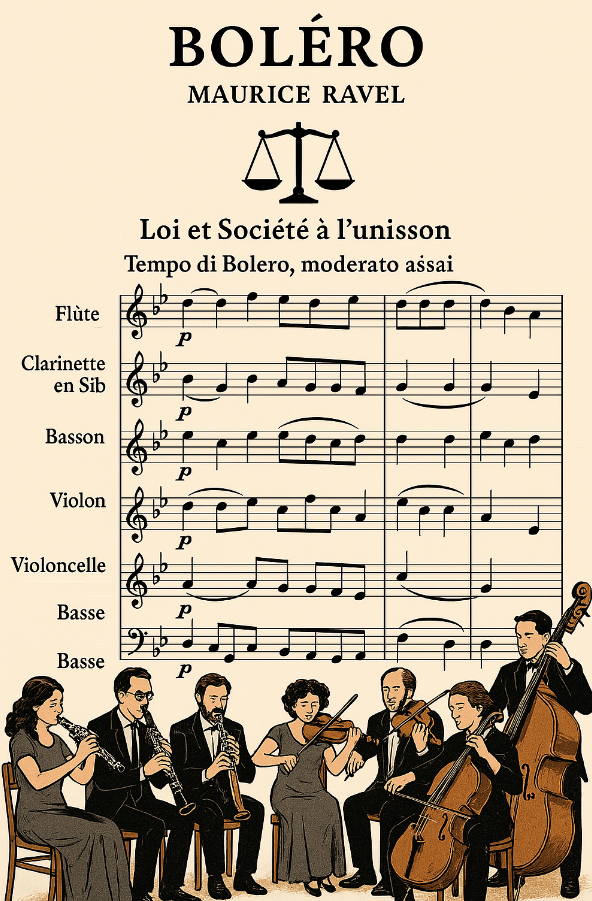 BOLÉRO
MAURICE RAVEL
Loi et Société à l'unisson
Tempo di Bolero, moderato assai
Flùte
p
Clarinette
en Sib
p
Basson
p
Violon
p
Violoncelle
p
Basse
Basse
p